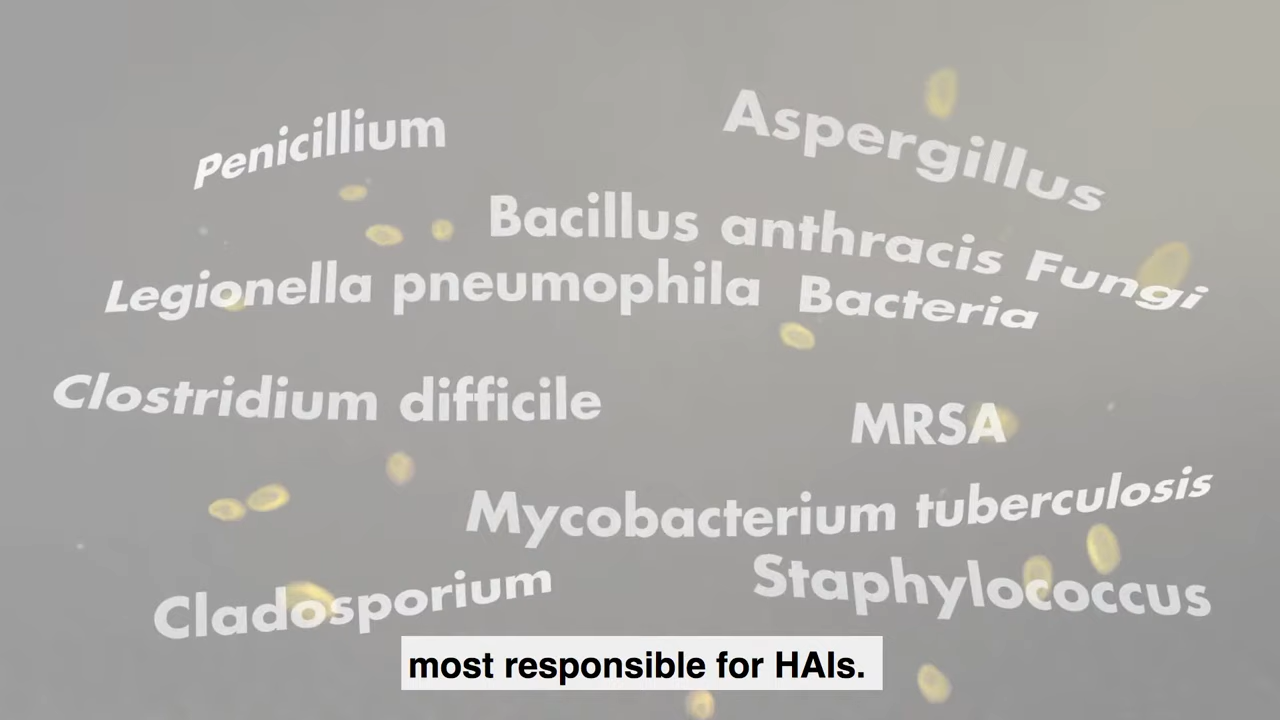 Penicillium
Aspergillus
Bacillus anthracis
Fungi
Legionella pneumophila
Bacteria
Clostridium difficile
MRSA
Mycobacterium tuberculosis
Staphylococcus
Cladosporium
most responsible for HAIs.